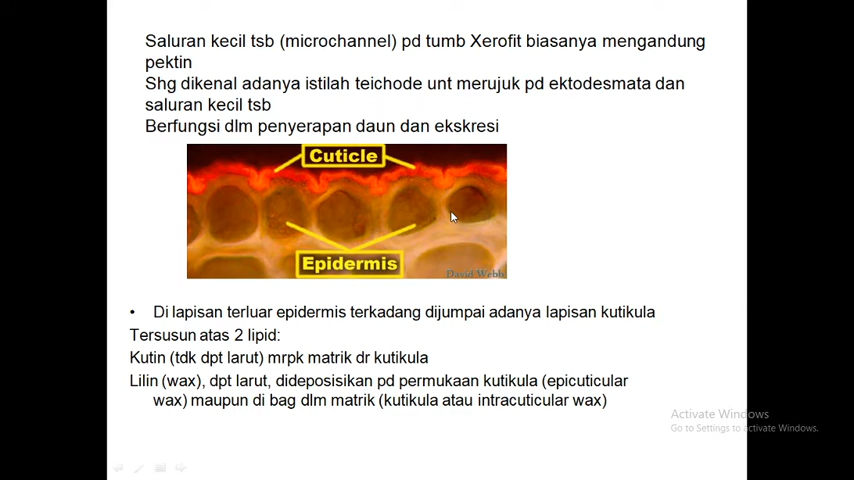 Saluran kecil tsb (microchannel) pd tumb Xerofit biasanya mengandung
pektin
Shg dikenal adanya istilah teichode unt merujuk pd ektodesmata dan
saluran kecil tsb
Berfungsi dlm penyerapan daun dan ekskresi
Cuticle
Epidermis
David Webb
• Di lapisan terluar epidermis terkadang dijumpai adanya lapisan kutikula
Tersusun atas 2 lipid:
Kutin (tdk dpt larut) mrpk matrik dr kutikula
Lilin (wax), dpt larut, dideposisikan pd permukaan kutikula (epicuticular
wax) maupun di bag dlm matrik (kutikula atau intracuticular wax)
Activate Windows
Go to Settings to activate Windows.